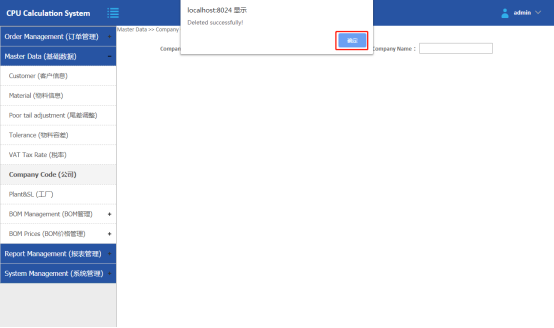 CPU Calculation System
admin
localhost:8024 显示
Deleted successfully!
确定
Order Management (订单管理)
Master Data (基础数据) -
Customer (客户信息)
Material (物料信息)
Poor tail adjustment (尾差调整)
Tolerance (物料容差)
VAT Tax Rate (税率)
Company Code (公司)
Plant&SL (工厂)
BOM Management (BOM管理) +
BOM Prices (BOM价格管理) +
Report Management (报表管理)
System Management (系统管理)
Master Data >> Company
Compan
Company Name：